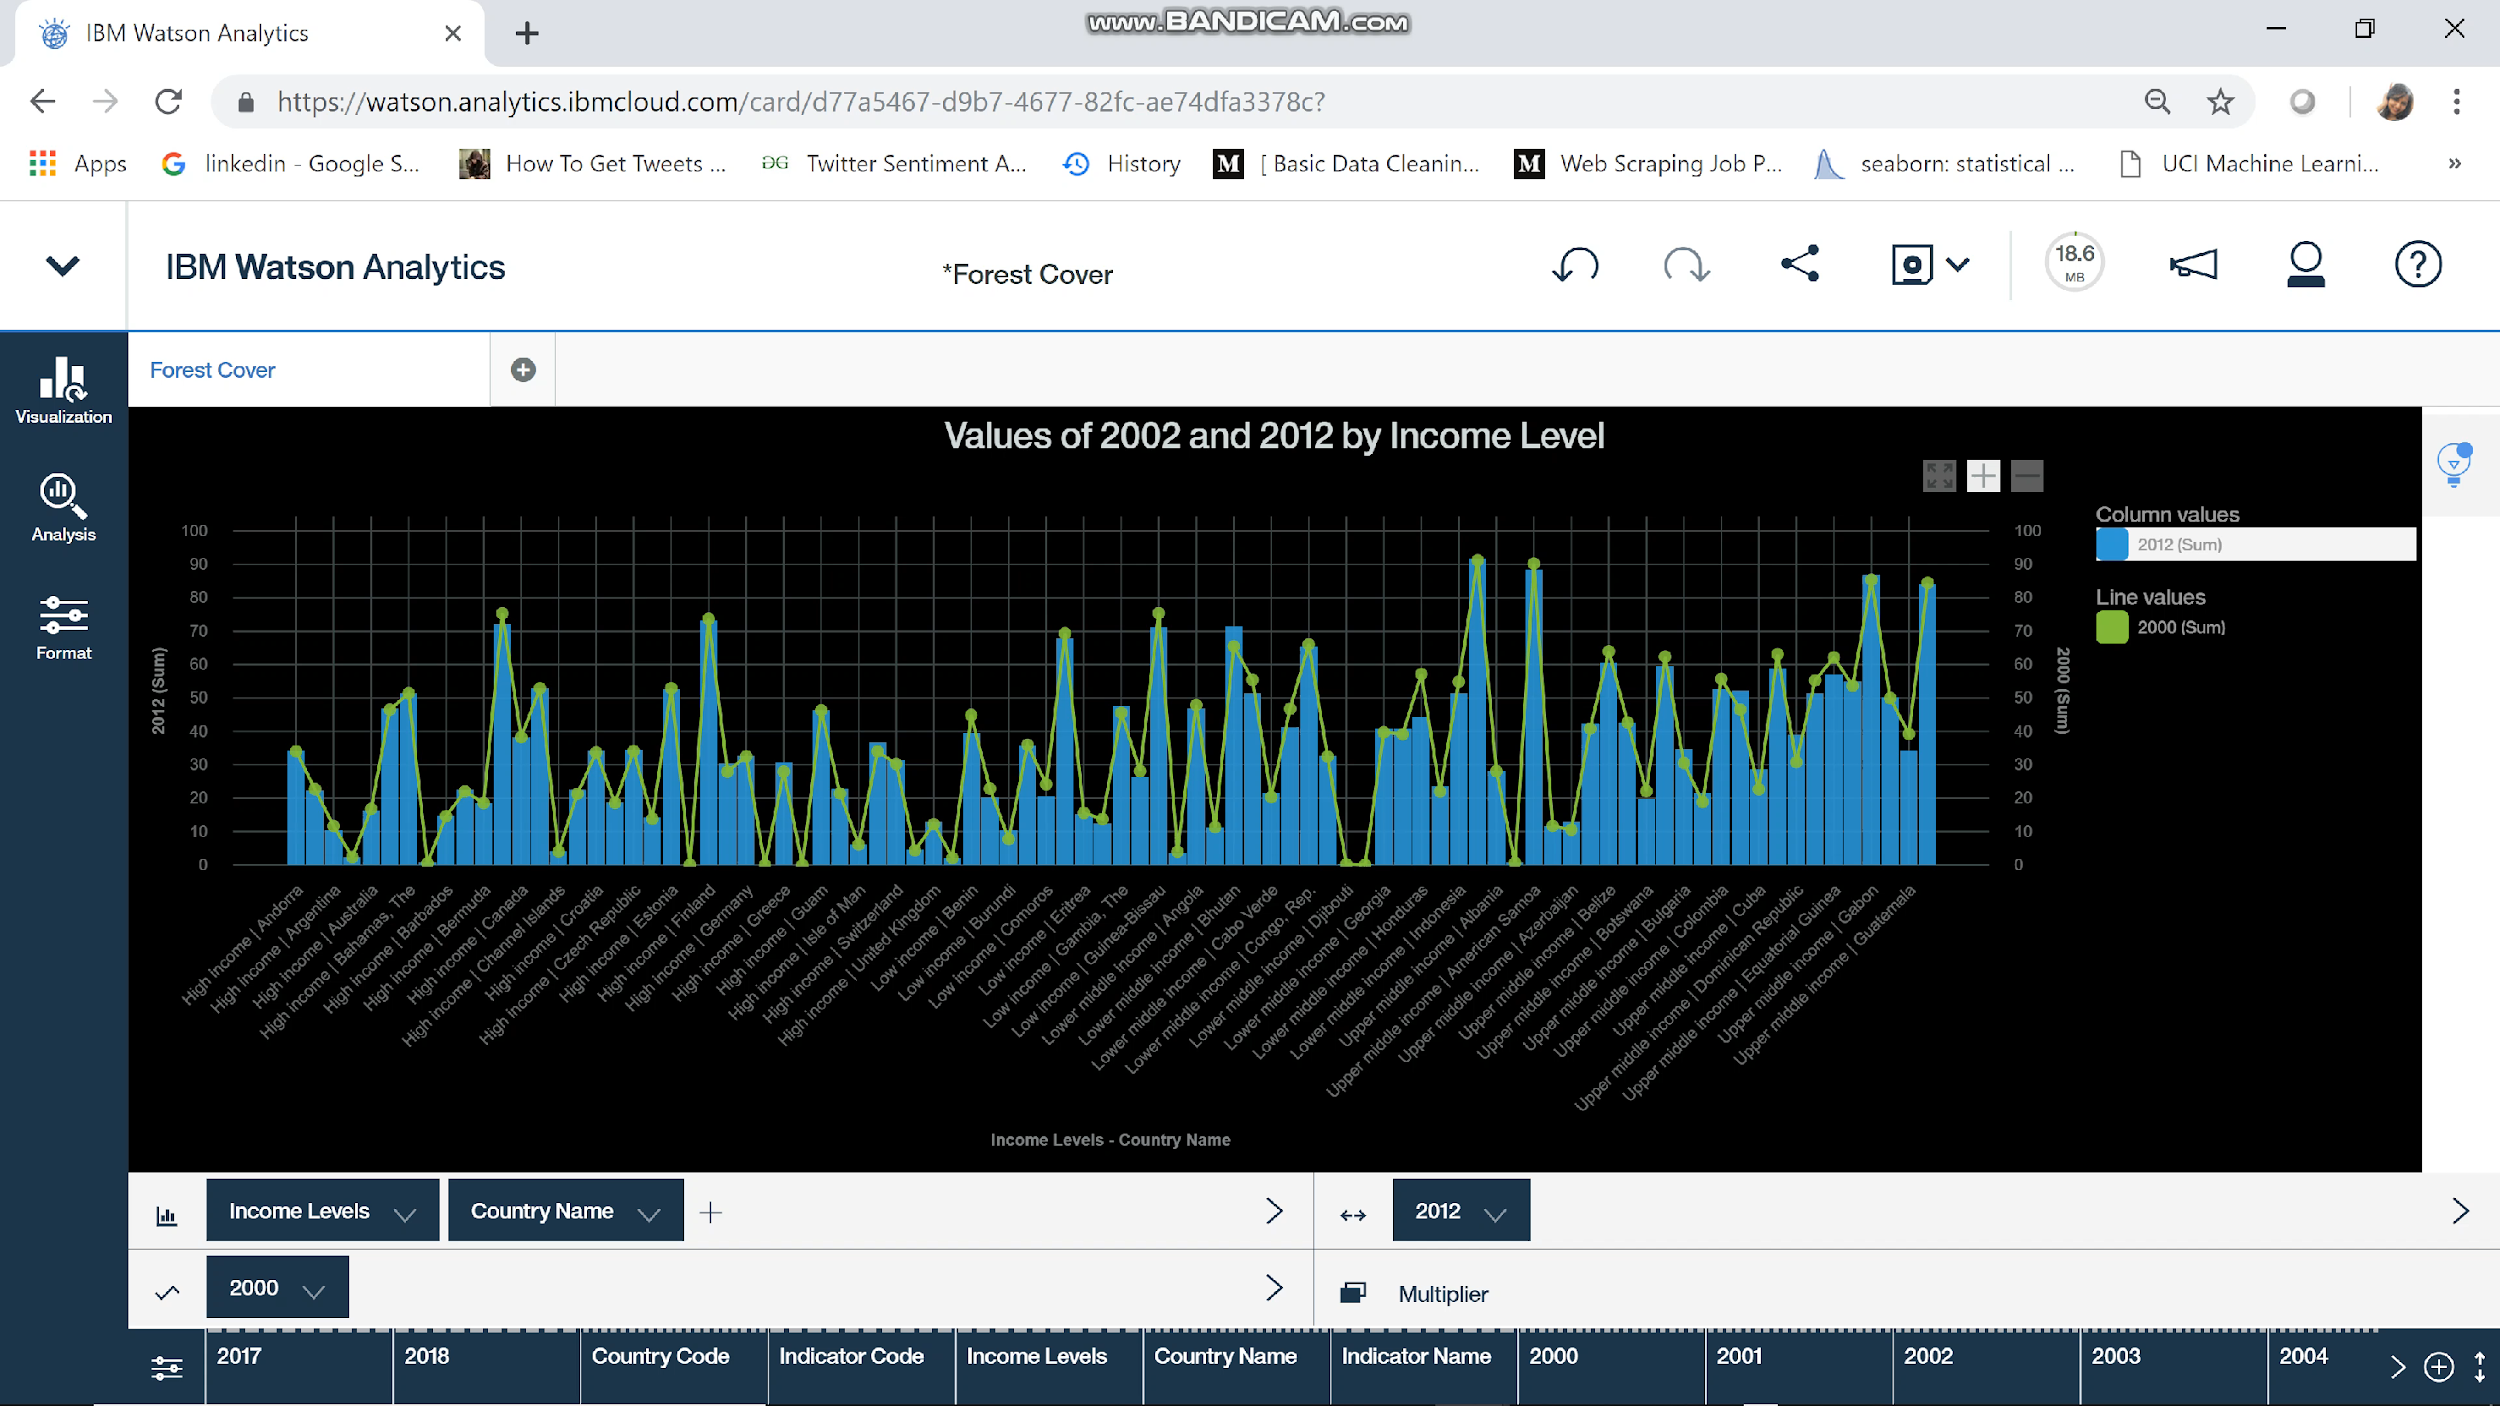 IBM Watson Analytics
www.BANDICAM.com
https://watson.analytics.ibmcloud.com/card/d77a5467-d9b7-4677-82fc-ae74dfa3378c?
Apps
linkedin - Google S...
How To Get Tweets ...
Twitter Sentiment A...
History
[ Basic Data Cleanin...
Web Scraping Job P...
seaborn: statistical ...
UCI Machine Learni...
IBM Watson Analytics
*Forest Cover
18.6
MB
Forest Cover
Visualization
Analysis
Format
Values of 2002 and 2012 by Income Level
Column values
2012 (Sum)
Line values
2000 (Sum)
100
90
80
70
60
50
40
30
20
10
0
2012 (Sum)
100
90
80
70
60
50
40
30
20
10
0
2000 (Sum)
High income | Andorra
High income | Argentina
High income | Australia
High income | Bahamas, The
High income | Barbados
High income | Bermuda
High income | Canada
High income | Channel Islands
High income | Croatia
High income | Czech Republic
High income | Estonia
High income | Finland
High income | Germany
High income | Greece
High income | Guam
High income | Isle of Man
High income | Switzerland
High income | United Kingdom
Low income | Benin
Low income | Burundi
Low income | Comoros
Low income | Eritrea
Low income | Gambia, The
Low income | Guinea-Bissau
Lower middle income | Angola
Lower middle income | Bhutan
Lower middle income | Cabo Verde
Lower middle income | Congo, Rep.
Lower middle income | Djibouti
Lower middle income | Georgia
Lower middle income | Honduras
Lower middle income | Indonesia
Upper middle income | Albania
Upper middle income | American Samoa
Upper middle income | Azerbaijan
Upper middle income | Belize
Upper middle income | Botswana
Upper middle income | Bulgaria
Upper middle income | Colombia
Upper middle income | Cuba
Upper middle income | Dominican Republic
Upper middle income | Equatorial Guinea
Upper middle income | Gabon
Upper middle income | Guatemala
Income Levels - Country Name
Income Levels
Country Name
2012
2000
Multiplier
2017
2018
Country Code
Indicator Code
Income Levels
Country Name
Indicator Name
2000
2001
2002
2003
2004